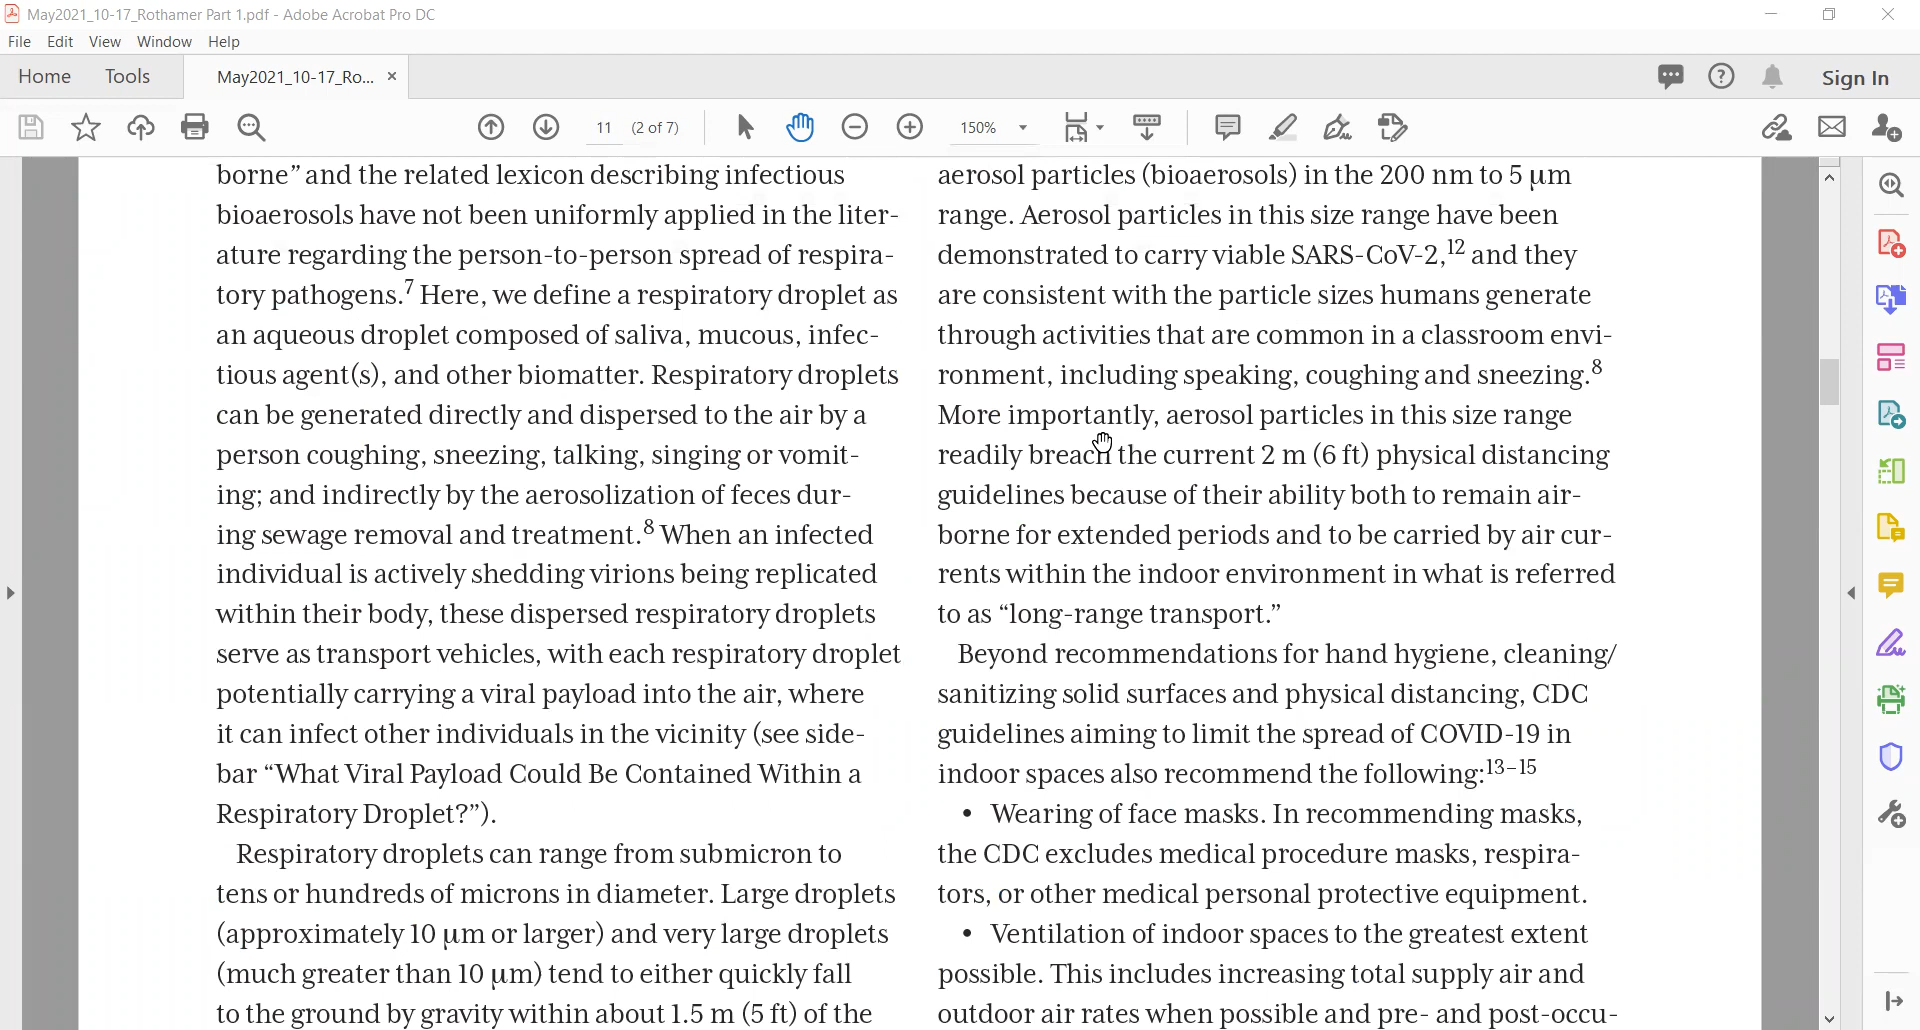 May2021_10-17_Rothamer Part 1.pdf - Adobe Acrobat Pro DC
File Edit View Window Help
Home Tools May2021_10-17_Ro... × Sign In
11 (2 of 7) 150%
borne” and the related lexicon describing infectious
bioaerosols have not been uniformly applied in the liter-
ature regarding the person-to-person spread of respira-
tory pathogens.7 Here, we define a respiratory droplet as
an aqueous droplet composed of saliva, mucous, infec-
tious agent(s), and other biomatter. Respiratory droplets
can be generated directly and dispersed to the air by a
person coughing, sneezing, talking, singing or vomit-
ing; and indirectly by the aerosolization of feces dur-
ing sewage removal and treatment.8 When an infected
individual is actively shedding virions being replicated
within their body, these dispersed respiratory droplets
serve as transport vehicles, with each respiratory droplet
potentially carrying a viral payload into the air, where
it can infect other individuals in the vicinity (see side-
bar “What Viral Payload Could Be Contained Within a
Respiratory Droplet?”).
Respiratory droplets can range from submicron to
tens or hundreds of microns in diameter. Large droplets
(approximately 10 µm or larger) and very large droplets
(much greater than 10 µm) tend to either quickly fall
to the ground by gravity within about 1.5 m (5 ft) of the
aerosol particles (bioaerosols) in the 200 nm to 5 µm
range. Aerosol particles in this size range have been
demonstrated to carry viable SARS-CoV-2,12 and they
are consistent with the particle sizes humans generate
through activities that are common in a classroom envi-
ronment, including speaking, coughing and sneezing.8
More importantly, aerosol particles in this size range
readily breach the current 2 m (6 ft) physical distancing
guidelines because of their ability both to remain air-
borne for extended periods and to be carried by air cur-
rents within the indoor environment in what is referred
to as “long-range transport.”
Beyond recommendations for hand hygiene, cleaning/
sanitizing solid surfaces and physical distancing, CDC
guidelines aiming to limit the spread of COVID-19 in
indoor spaces also recommend the following:13–15
• Wearing of face masks. In recommending masks,
the CDC excludes medical procedure masks, respira-
tors, or other medical personal protective equipment.
• Ventilation of indoor spaces to the greatest extent
possible. This includes increasing total supply air and
outdoor air rates when possible and pre- and post-occu-